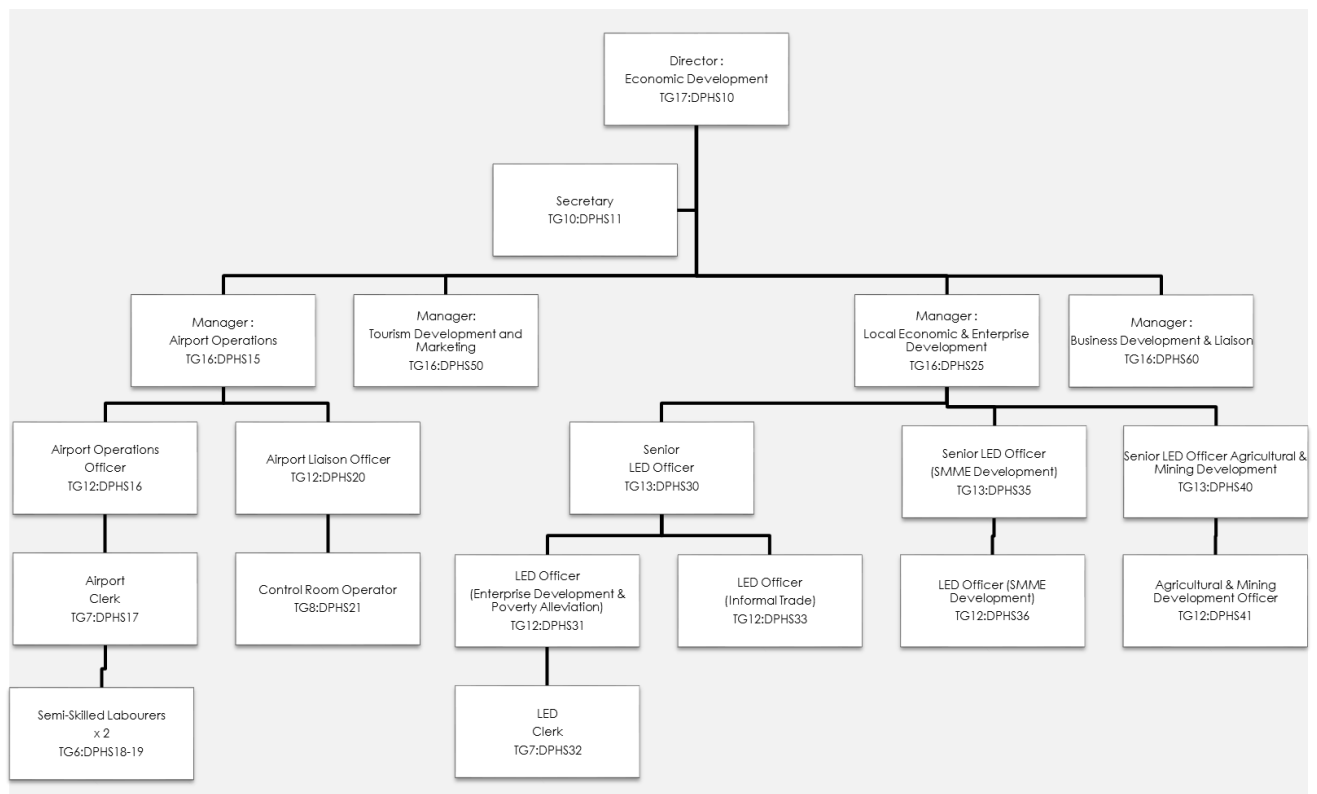 Director :
Economic Development
TG17:DPHS10
Secretary
TG10:DPHS11
Manager :
Airport Operations
TG16:DPHS15
Manager:
Tourism Development and
Marketing
TG16:DPHS50
Manager :
Local Economic & Enterprise
Development
TG16:DPHS25
Manager :
Business Development & Liaison
TG16:DPHS60
Airport Operations
Officer
TG12:DPHS16
Airport Liaison Officer
TG12:DPHS20
Senior
LED Officer
TG13:DPHS30
Senior LED Officer
(SMME Development)
TG13:DPHS35
Senior LED Officer Agricultural &
Mining Development
TG13:DPHS40
Airport
Clerk
TG7:DPHS17
Control Room Operator
TG8:DPHS21
LED Officer
(Enterprise Development &
Poverty Alleviation)
TG12:DPHS31
LED Officer
(Informal Trade)
TG12:DPHS33
LED Officer (SMME
Development)
TG12:DPHS36
Agricultural & Mining
Development Officer
TG12:DPHS41
Semi-Skilled Labourers
x 2
TG6:DPHS18-19
LED
Clerk
TG7:DPHS32